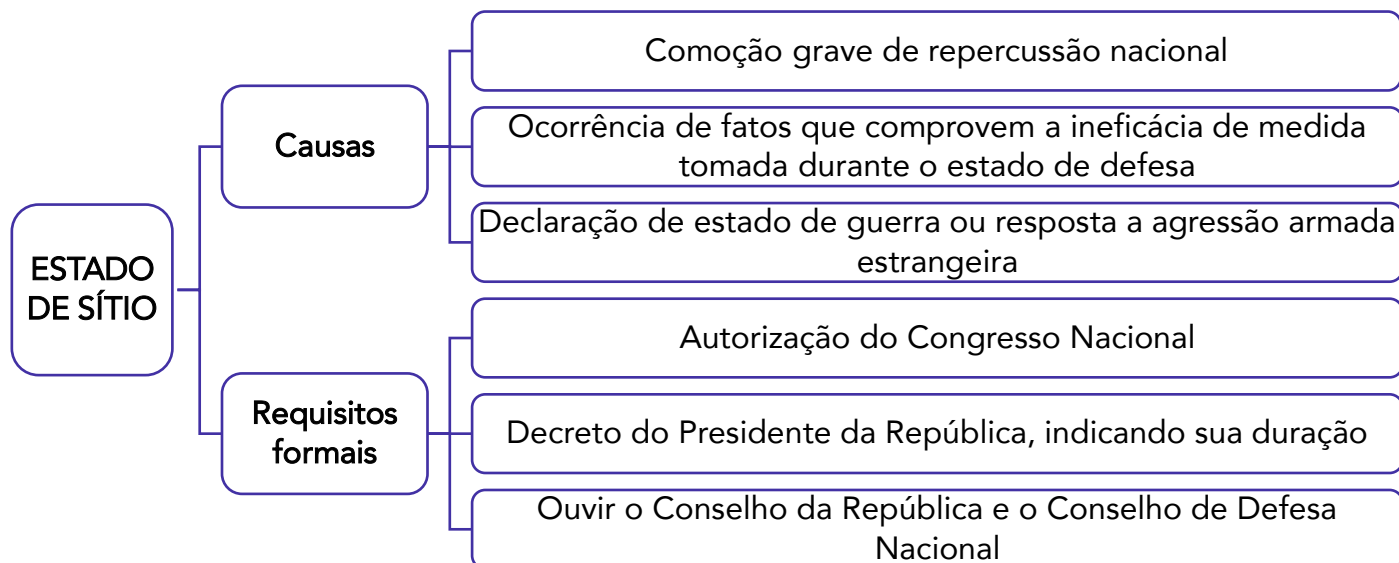 ESTADO
DE SÍTIO
Causas
Comoção grave de repercussão nacional
Ocorrência de fatos que comprovem a ineficácia de medida
tomada durante o estado de defesa
Declaração de estado de guerra ou resposta a agressão armada
estrangeira
Requisitos
formais
Autorização do Congresso Nacional
Decreto do Presidente da República, indicando sua duração
Ouvir o Conselho da República e o Conselho de Defesa
Nacional